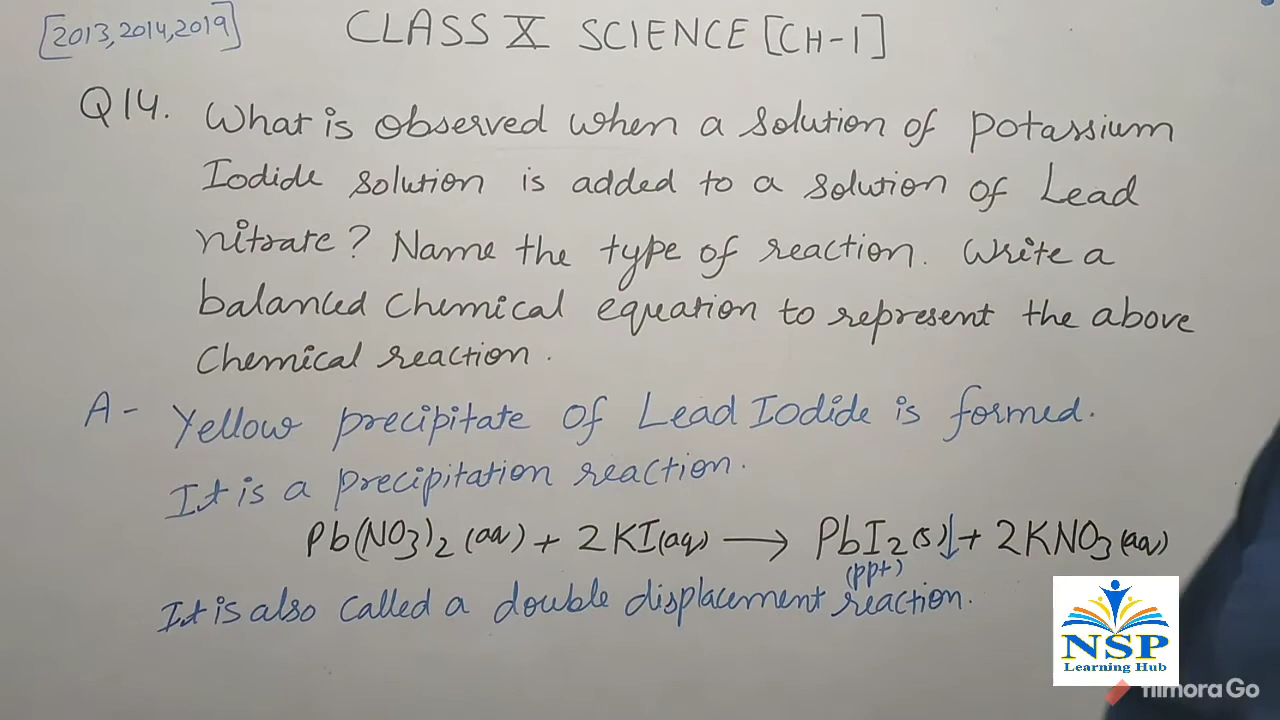 [2013,2014,2019]
CLASS X SCIENCE [CH-1]
Q14. What is observed when a solution of potassium
Iodide solution is added to a solution of Lead
nitrate? Name the type of reaction. Write a
balanced chemical equation to represent the above
chemical reaction.
A- Yellow precipitate of Lead Iodide is formed.
It is a precipitation reaction.
Pb(NO3)2 (aq) + 2KI(aq) → PbI2(s)↓ + 2KNO3(aq)
(ppt)
It is also called a double displacement reaction.
NSP
Learning Hub
filmoraGo